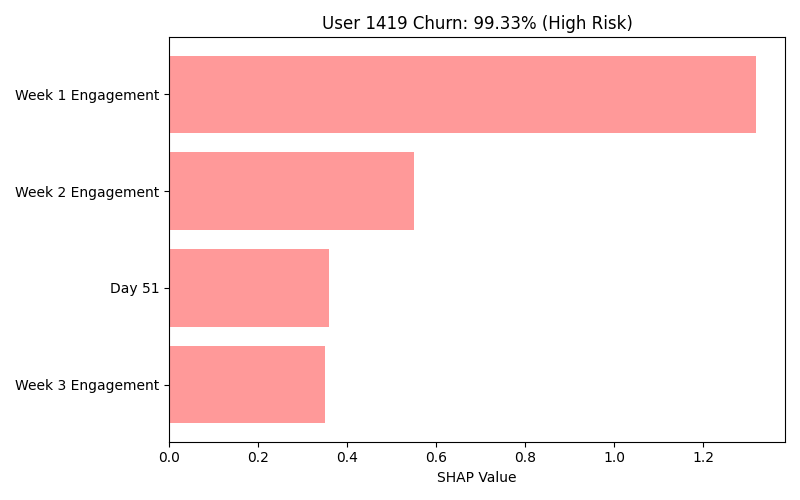 User 1419 Churn: 99.33% (High Risk)
Week 1 Engagement
Week 2 Engagement
Day 51
Week 3 Engagement
0.0 0.2 0.4 0.6 0.8 1.0 1.2
SHAP Value